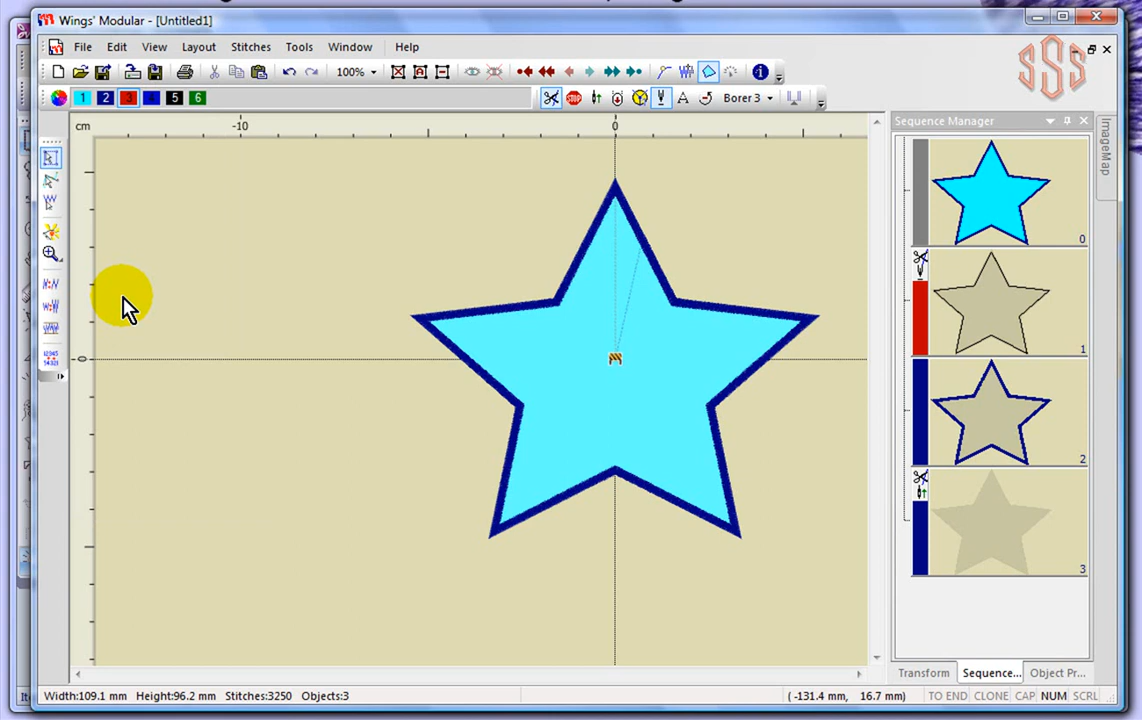 Wings' Modular - [Untitled1]
File Edit View Layout Stitches Tools Window Help
SSS
100%
1 2 3 4 5 6
STOP A Borer 3
cm -10 0
0
Sequence Manager
ImageMap
0
1
2
3
Transform Sequence... Object Pr...
Width:109.1 mm Height:96.2 mm Stitches:3250 Objects:3 ( -131.4 mm, 16.7 mm) TO END CLONE CAP NUM SCRL